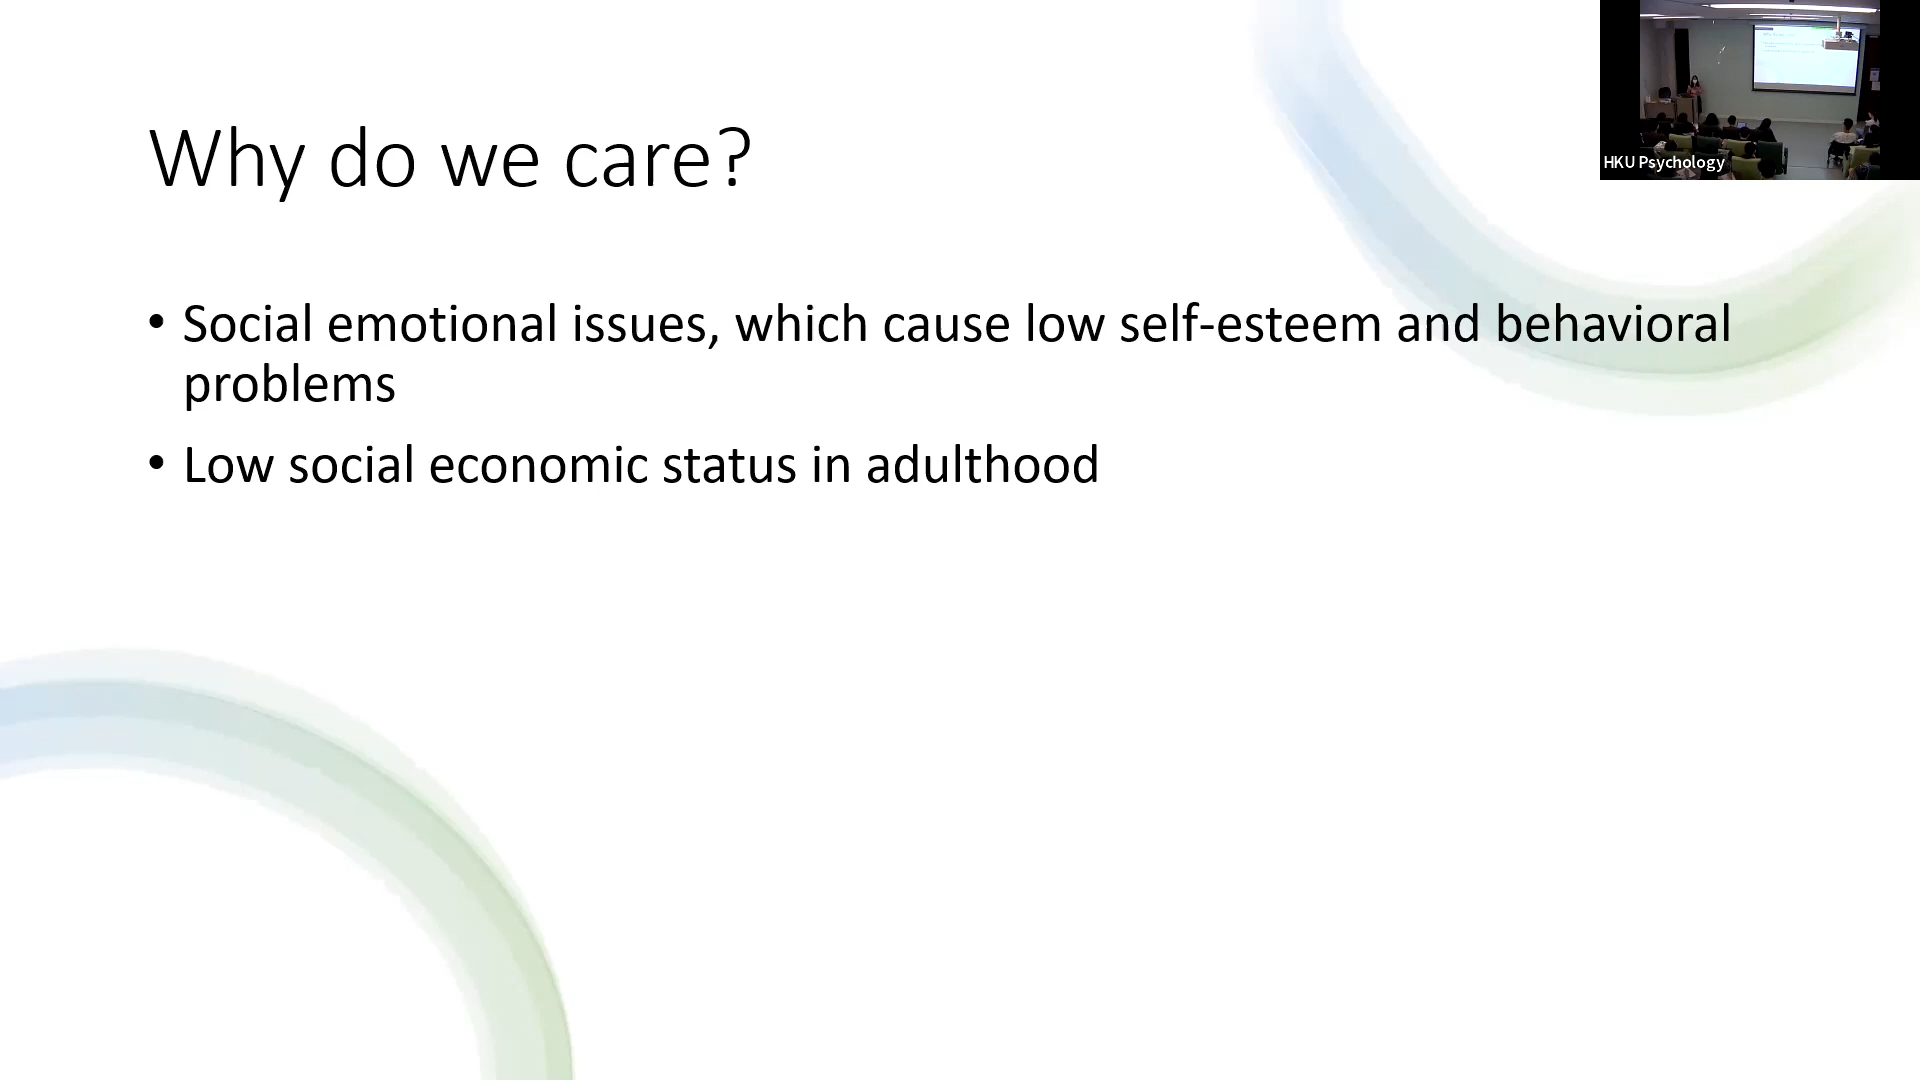 Why do we care?
• Social emotional issues, which cause low self-esteem and behavioral
problems
• Low social economic status in adulthood
HKU Psychology